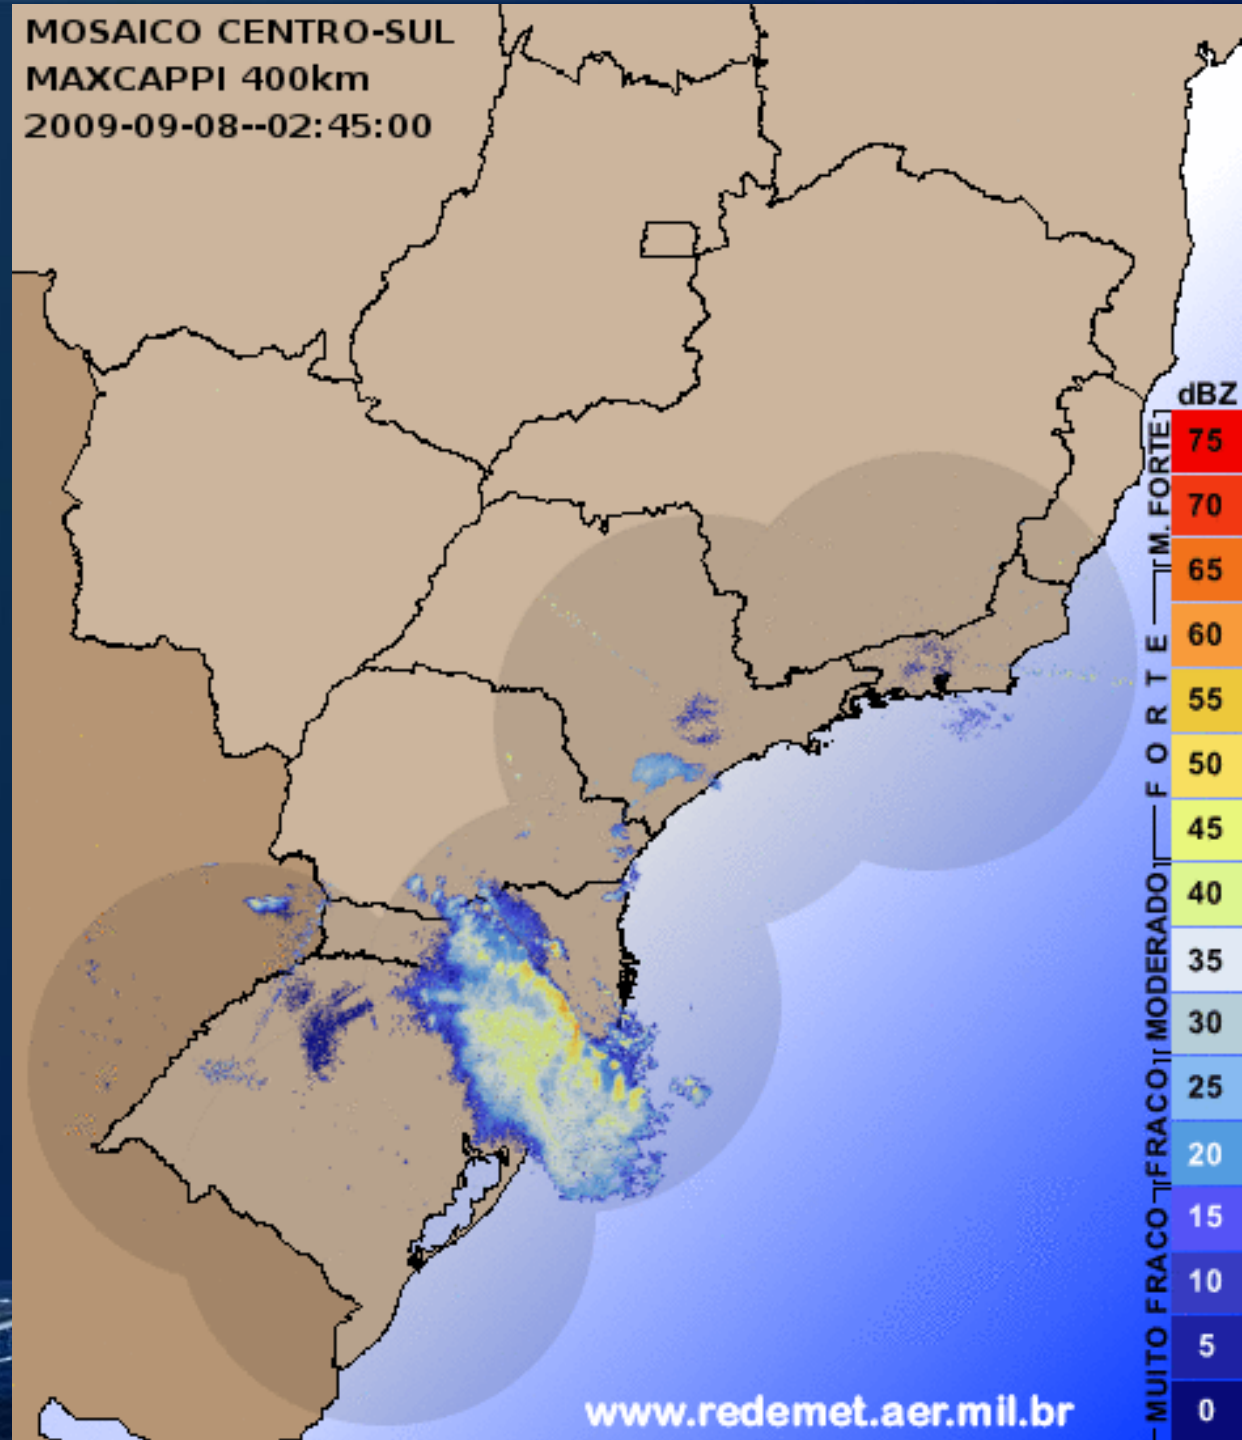 MOSAICO CENTRO-SUL
MAXCAPPI 400km
2009-09-08--02:45:00
dBZ
75
70
65
60
55
50
45
40
35
30
25
20
15
10
5
0
M. FORTE
FORTE
MODERADO
FRACO
MUITO FRACO
www.redemet.aer.mil.br